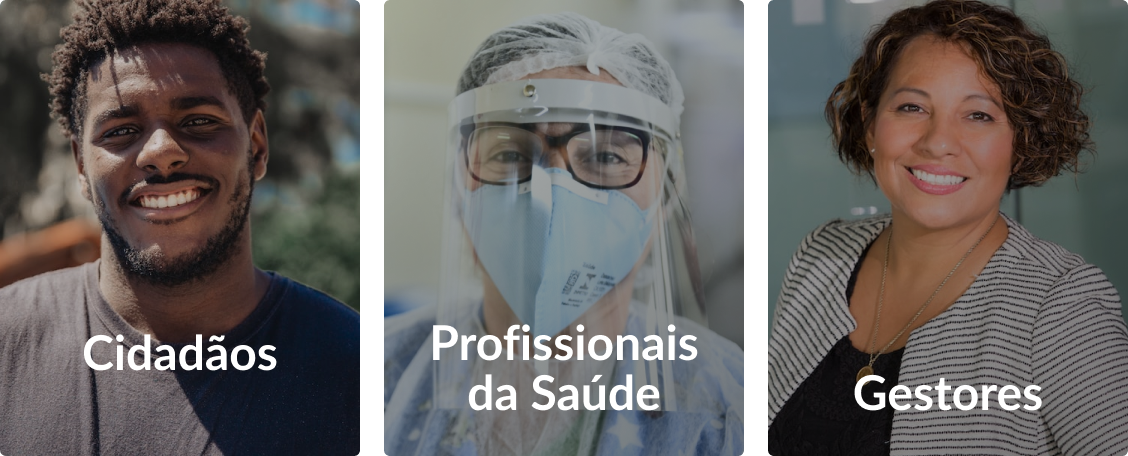 Cidadãos
Profissionais
da Saúde
Gestores